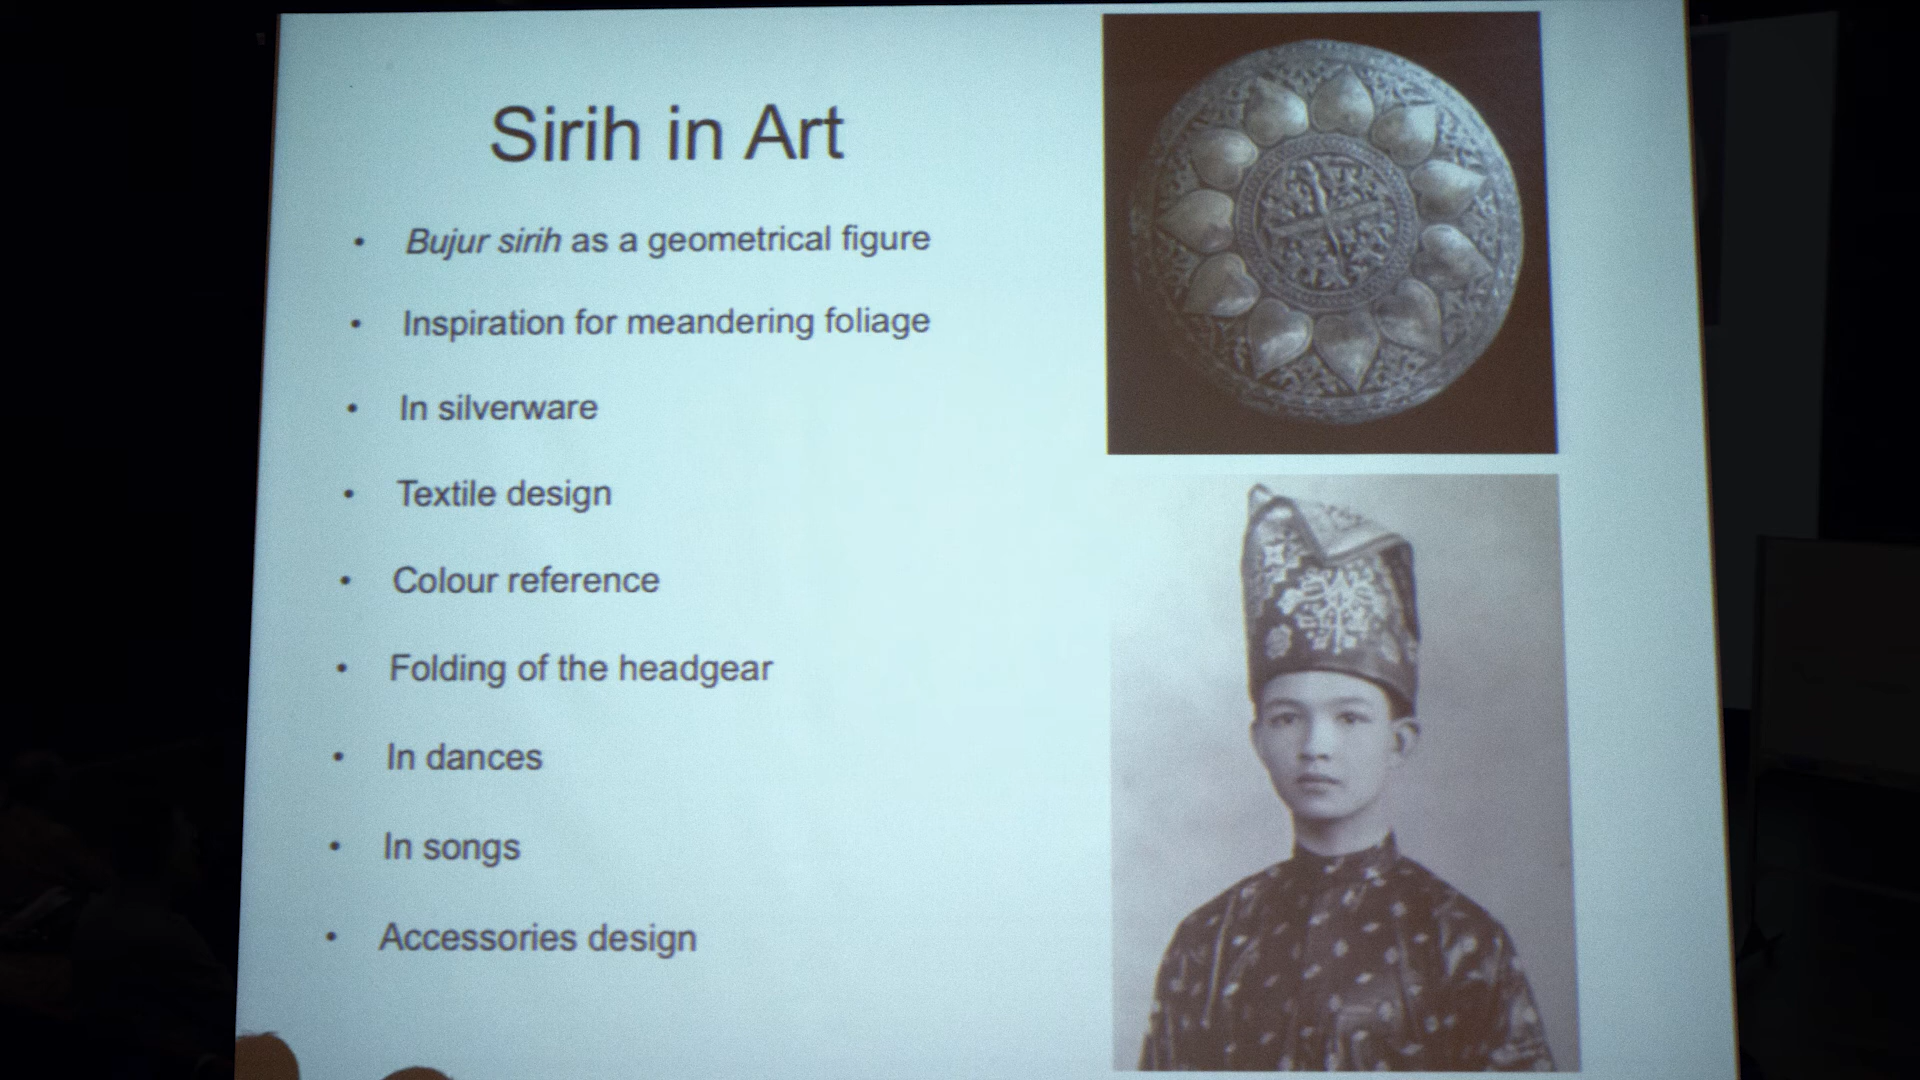 Sirih in Art
• Bujur sirih as a geometrical figure
• Inspiration for meandering foliage
• In silverware
• Textile design
• Colour reference
• Folding of the headgear
• In dances
• In songs
• Accessories design